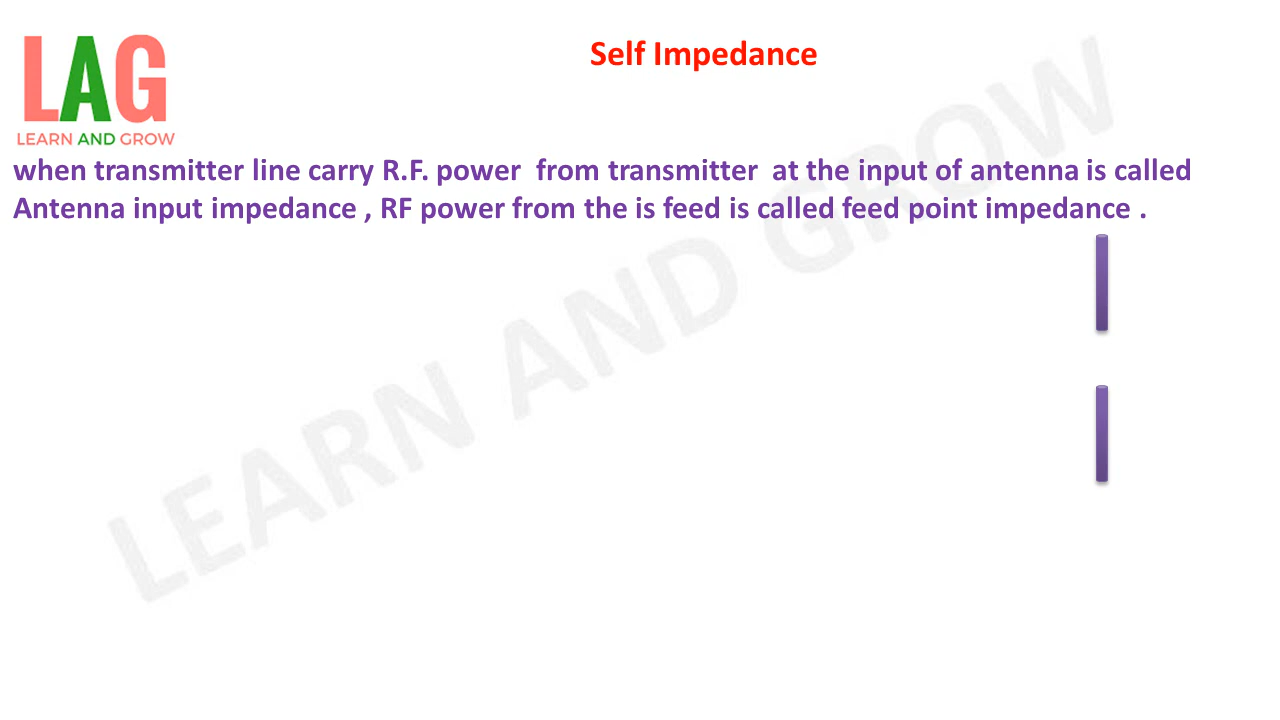 LAG
LEARN AND GROW
Self Impedance
when transmitter line carry R.F. power  from transmitter  at the input of antenna is called
Antenna input impedance , RF power from the is feed is called feed point impedance .
LEARN AND GROW